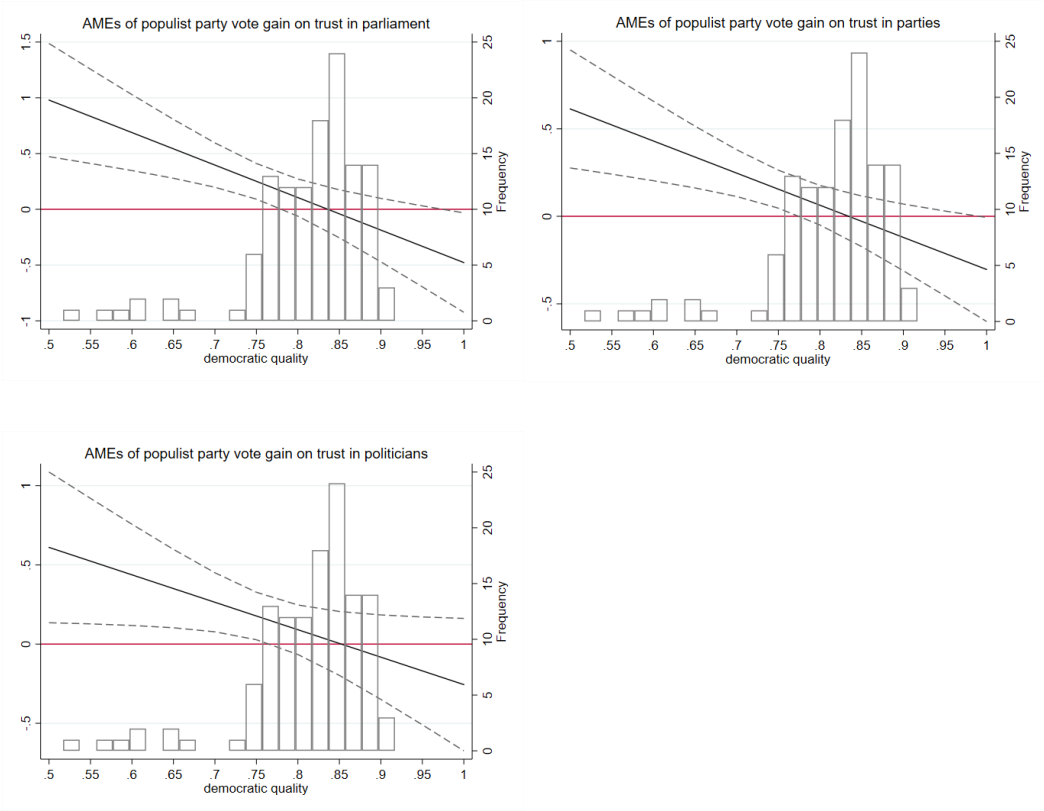 AMEs of populist party vote gain on trust in parliament
1.5
1
.5
0
-.5
-1
25
20
15
10
5
0
Frequency
.5 .55 .6 .65 .7 .75 .8 .85 .9 .95 1
democratic quality
AMEs of populist party vote gain on trust in parties
1
.5
0
-.5
25
20
15
10
5
0
Frequency
.5 .55 .6 .65 .7 .75 .8 .85 .9 .95 1
democratic quality
AMEs of populist party vote gain on trust in politicians
1
.5
0
-.5
25
20
15
10
5
0
Frequency
.5 .55 .6 .65 .7 .75 .8 .85 .9 .95 1
democratic quality